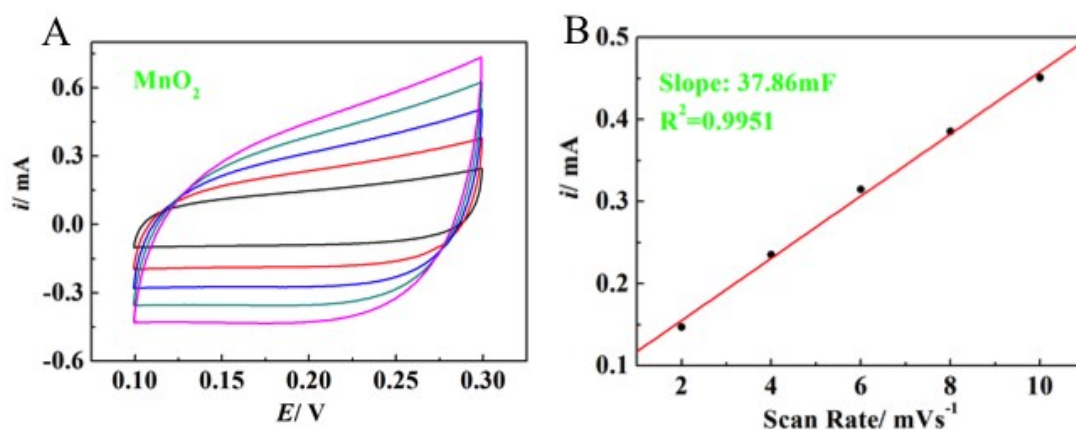 A
MnO2
i/ mA
0.6
0.3
0.0
-0.3
-0.6
0.10
0.15
0.20
0.25
0.30
E/ V
B
Slope: 37.86mF
R²=0.9951
i/ mA
0.5
0.4
0.3
0.2
0.1
2
4
6
8
10
Scan Rate/ mVs⁻¹